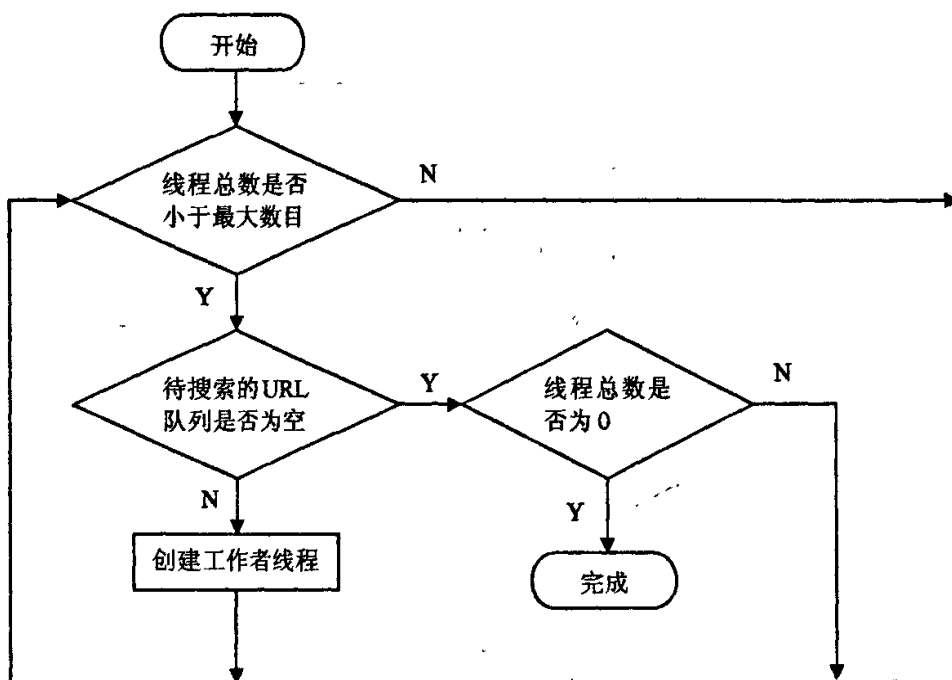 开始
线程总数是否
小于最大数目
N
Y
待搜索的URL
队列是否为空
Y
线程总数是
否为0
N
N
Y
创建工作者线程
完成